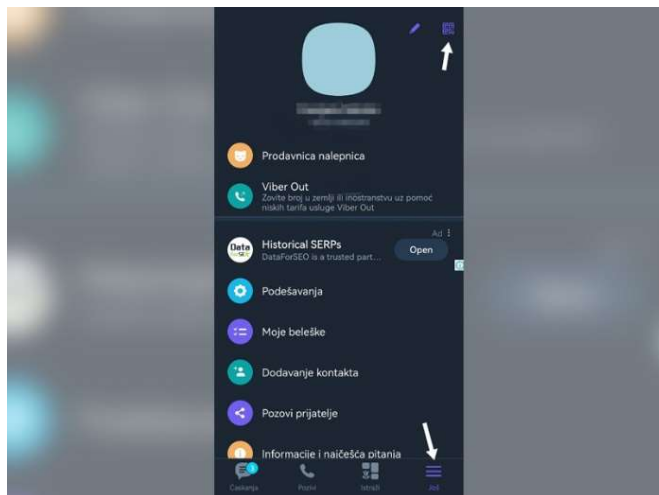 Prodavnica nalepnica
Viber Out
Zovite broj u zemlji ili inostranstvu uz pomoć
niskih tarifa usluge Viber Out
Ad
Data
forSEO
Historical SERPs
DataForSEO is a trusted part...
Open
Podešavanja
Moje beleške
Dodavanje kontakta
Pozovi prijatelje
Informacije i najčešća pitanja
3
Ćaskanja
Pozivi
Istraži
Još